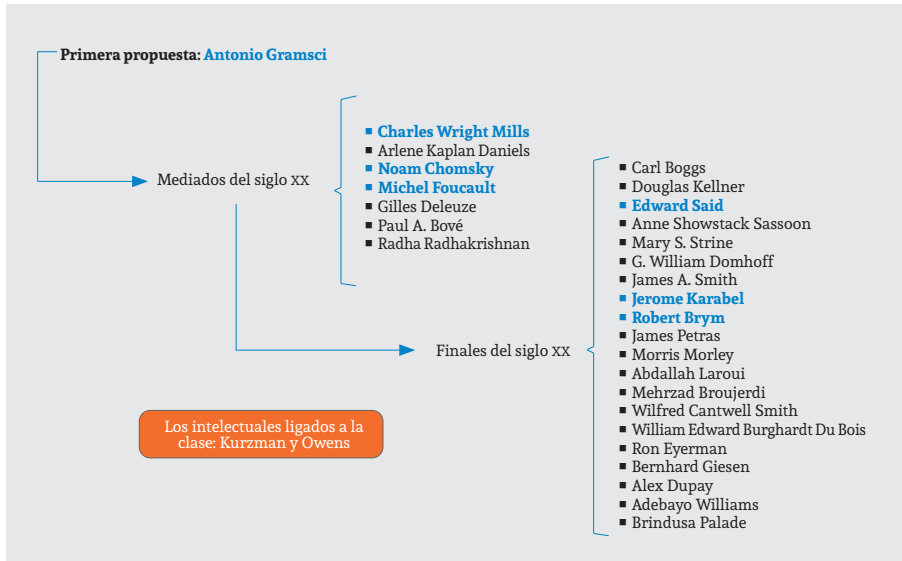 Primera propuesta: Antonio Gramsci
Mediados del siglo XX
Charles Wright Mills
Arlene Kaplan Daniels
Noam Chomsky
Michel Foucault
Gilles Deleuze
Paul A. Bové
Radha Radhakrishnan
Finales del siglo XX
Carl Boggs
Douglas Kellner
Edward Said
Anne Showstack Sassoon
Mary S. Strine
G. William Domhoff
James A. Smith
Jerome Karabel
Robert Brym
James Petras
Morris Morley
Abdallah Laroui
Mehrzad Broujerdi
Wilfred Cantwell Smith
William Edward Burghardt Du Bois
Ron Eyerman
Bernhard Giesen
Alex Dupay
Adebayo Williams
Brindusa Palade
Los intelectuales ligados a la
clase: Kurzman y Owens